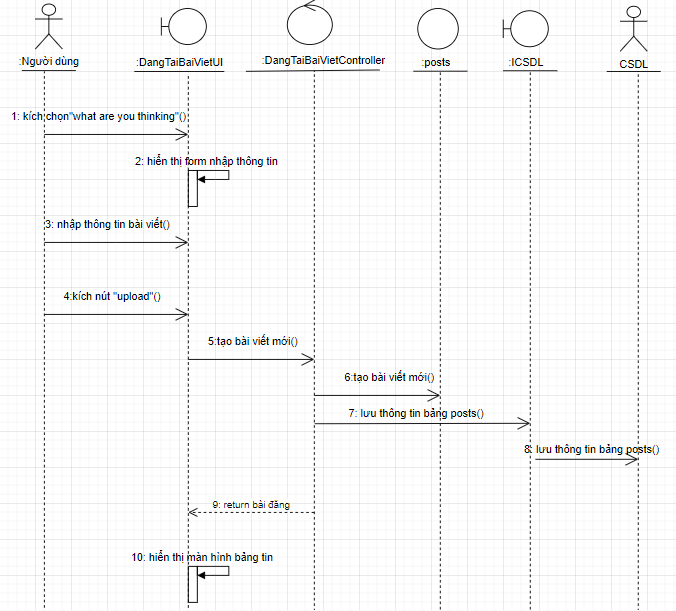 :Người dùng
:DangTaiBaiVietUI
:DangTaiBaiVietController
:posts
:ICSDL
CSDL
1: kích chọn"what are you thinking"()
2: hiển thị form nhập thông tin
3: nhập thông tin bài viết()
4:kích nút "upload"()
5:tạo bài viết mới()
6:tạo bài viết mới()
7: lưu thông tin bảng posts()
8: lưu thông tin bảng posts()
9: return bài đăng
10: hiển thị màn hình bảng tin